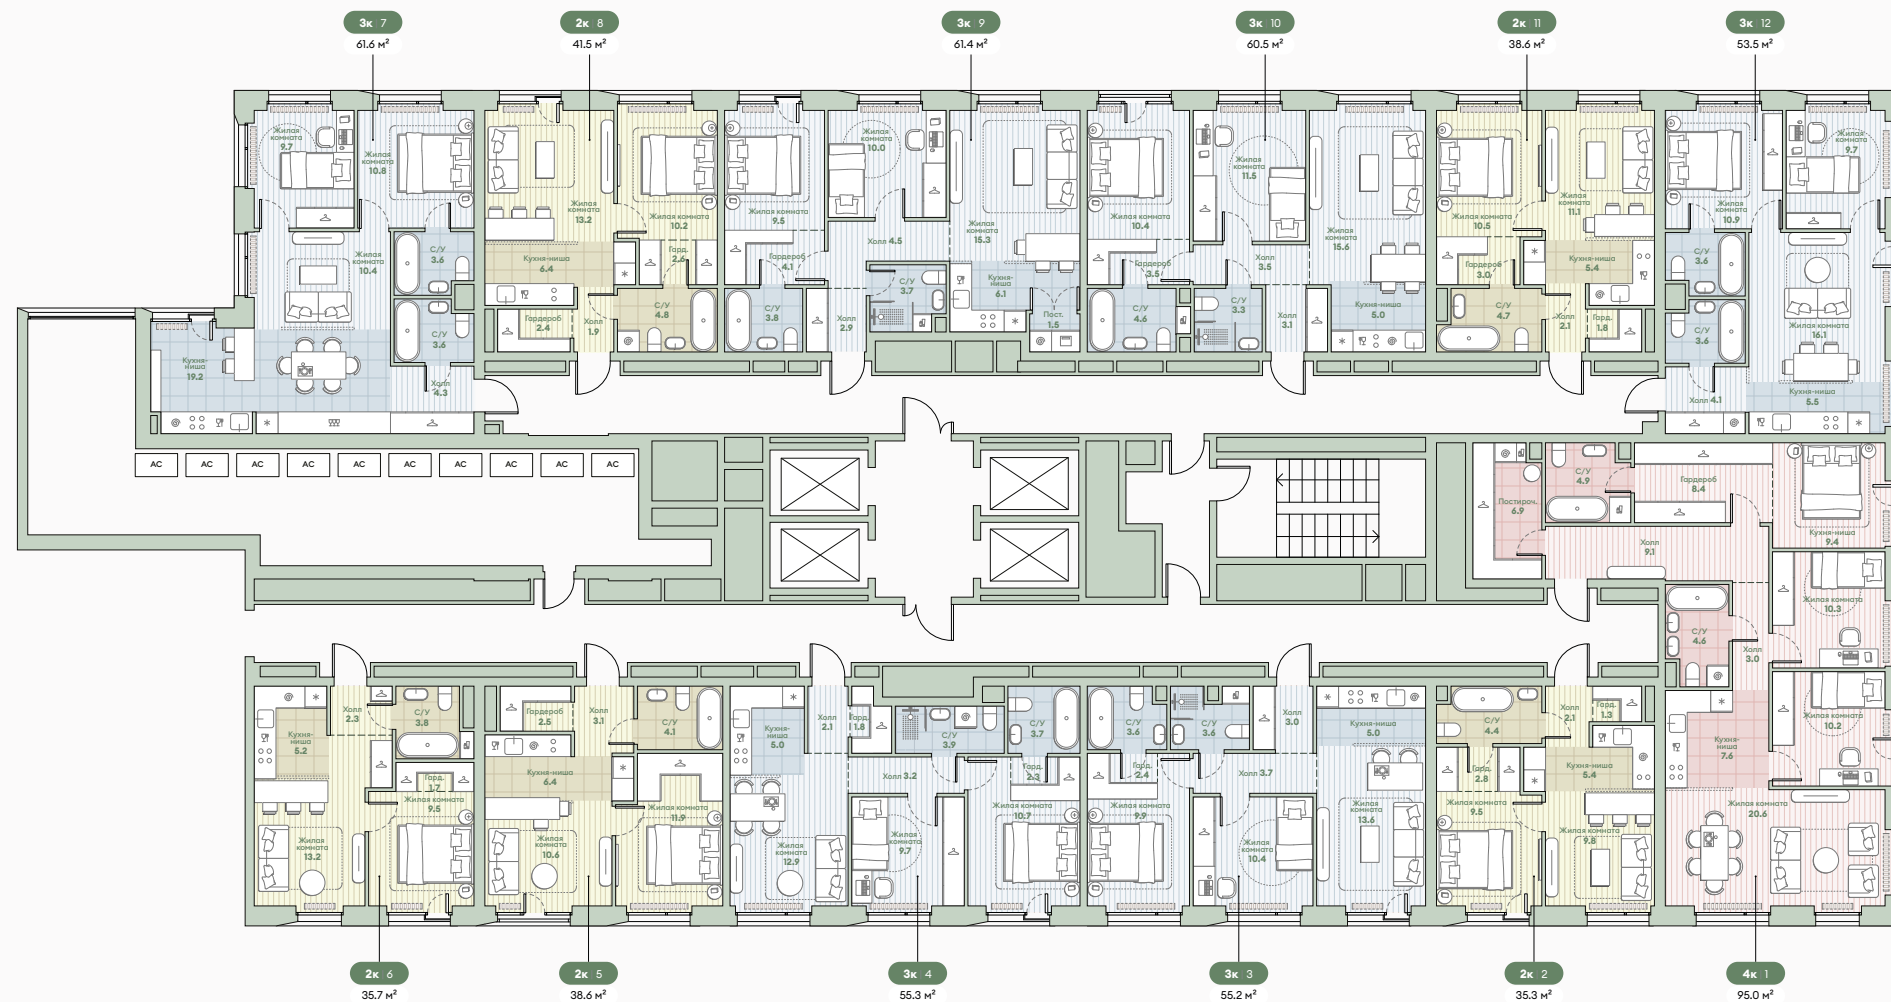 3к 7
61.6 м²
2к 8
41.5 м²
3к 9
61.4 м²
3к 10
60.5 м²
2к 11
38.6 м²
3к 12
53.5 м²
Жилая
комната
9.7
Жилая
комната
10.8
Жилая
комната
10.4
С/У
3.6
С/У
3.6
Кухня-
ниша
19.2
Холл
4.3
Жилая
комната
13.2
Жилая комната
10.2
Кухня-ниша
6.4
Гард.
2.6
Гардероб
2.4
Холл
1.9
С/У
4.8
Жилая комната
9.5
Гардероб
4.1
С/У
3.8
Жилая
комната
10.0
Холл 4.5
Холл
2.9
С/У
3.7
Жилая
комната
15.3
Кухня-
ниша
6.1
Пост.
1.5
Жилая комната
10.4
Гардероб
3.5
С/У
4.6
Жилая
комната
11.5
Холл
3.5
С/У
3.3
Холл
3.1
Жилая
комната
15.6
Кухня-ниша
5.0
Жилая комната
10.5
Гардероб
3.0
С/У
4.7
Жилая
комната
11.1
Кухня-ниша
5.4
Холл
2.1
Гард.
1.8
Жилая
комната
10.9
Жилая
комната
9.7
С/У
3.6
С/У
3.6
Жилая комната
16.1
Холл 4.1
Кухня-ниша
5.5
AC
AC
AC
AC
AC
AC
AC
AC
AC
AC
Постироч.
6.9
С/У
4.9
Гардероб
8.4
Кухня-ниша
9.4
Холл
9.1
Жилая комната
10.3
С/У
4.6
Холл
3.0
Жилая комната
10.2
Кухня-
ниша
7.6
Жилая комната
20.6
Холл
2.3
С/У
3.8
Кухня-
ниша
5.2
Гард.
1.7
Жилая комната
9.5
Жилая
комната
13.2
Гардероб
2.5
Холл
3.1
С/У
4.1
Кухня-ниша
6.4
Жилая комната
11.9
Жилая
комната
10.6
Кухня-
ниша
5.0
Холл
2.1
Гард.
1.8
С/У
3.9
С/У
3.7
Холл 3.2
Гард.
2.3
Жилая
комната
12.9
Жилая
комната
9.7
Жилая комната
10.7
С/У
3.6
С/У
3.6
Холл
3.0
Кухня-ниша
5.0
Гард.
2.4
Холл 3.7
Жилая комната
9.9
Жилая
комната
10.4
Жилая
комната
13.6
С/У
4.4
Холл
2.1
Гард.
1.3
Гард.
2.8
Кухня-ниша
5.4
Жилая комната
9.5
Жилая комната
9.8
2к 6
35.7 м²
2к 5
38.6 м²
3к 4
55.3 м²
3к 3
55.2 м²
2к 2
35.3 м²
4к 1
95.0 м²